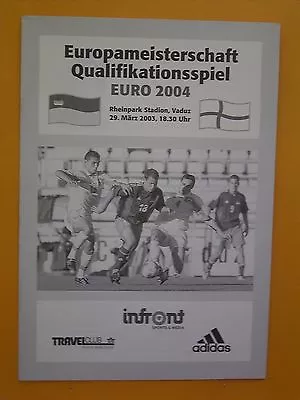 Europameisterschaft
Qualifikationsspiel
EURO 2004
Rheinpark Stadion, Vaduz
29. März 2003, 18.30 Uhr
infront
SPORTS & MEDIA
TRAVELCLUB
adidas